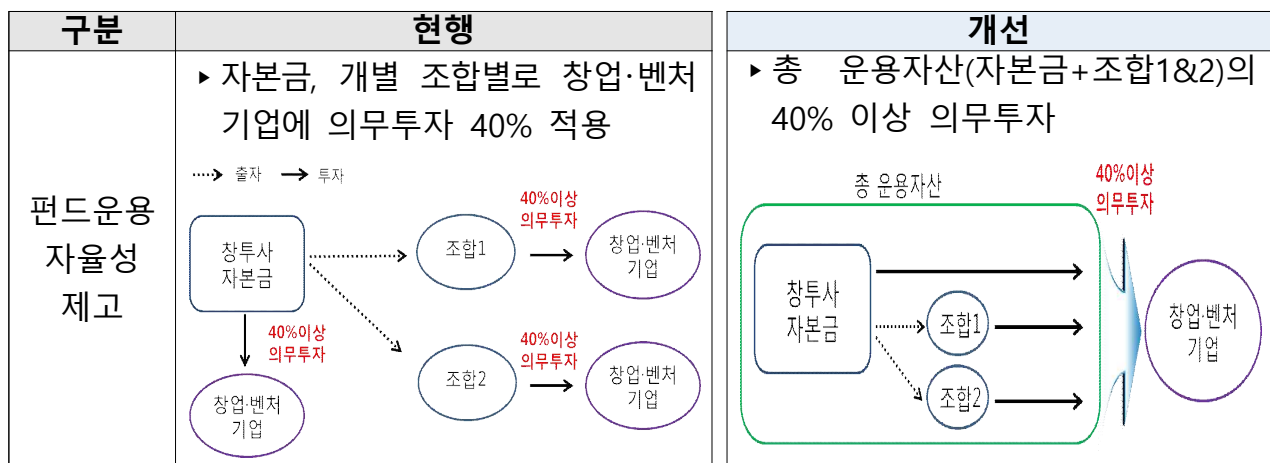 구분
현행
개선
펀드운용
자율성
제고
▸ 자본금, 개별 조합별로 창업·벤처
기업에 의무투자 40% 적용
출자
투자
창투사
자본금
조합1
40%이상
의무투자
창업·벤처
기업
40%이상
의무투자
조합2
40%이상
의무투자
창업·벤처
기업
창업·벤처
기업
▸ 총 운용자산(자본금+조합1&2)의
40% 이상 의무투자
총 운용자산
40%이상
의무투자
창투사
자본금
조합1
조합2
창업·벤처
기업